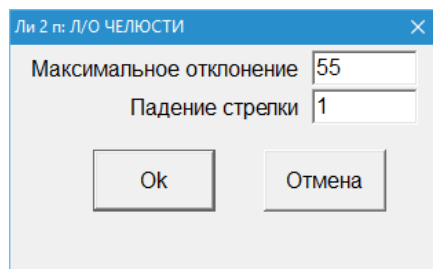 Ли 2 п: Л/О ЧЕЛЮСТИ
Максимальное отклонение 55
Падение стрелки 1
Ok Отмена